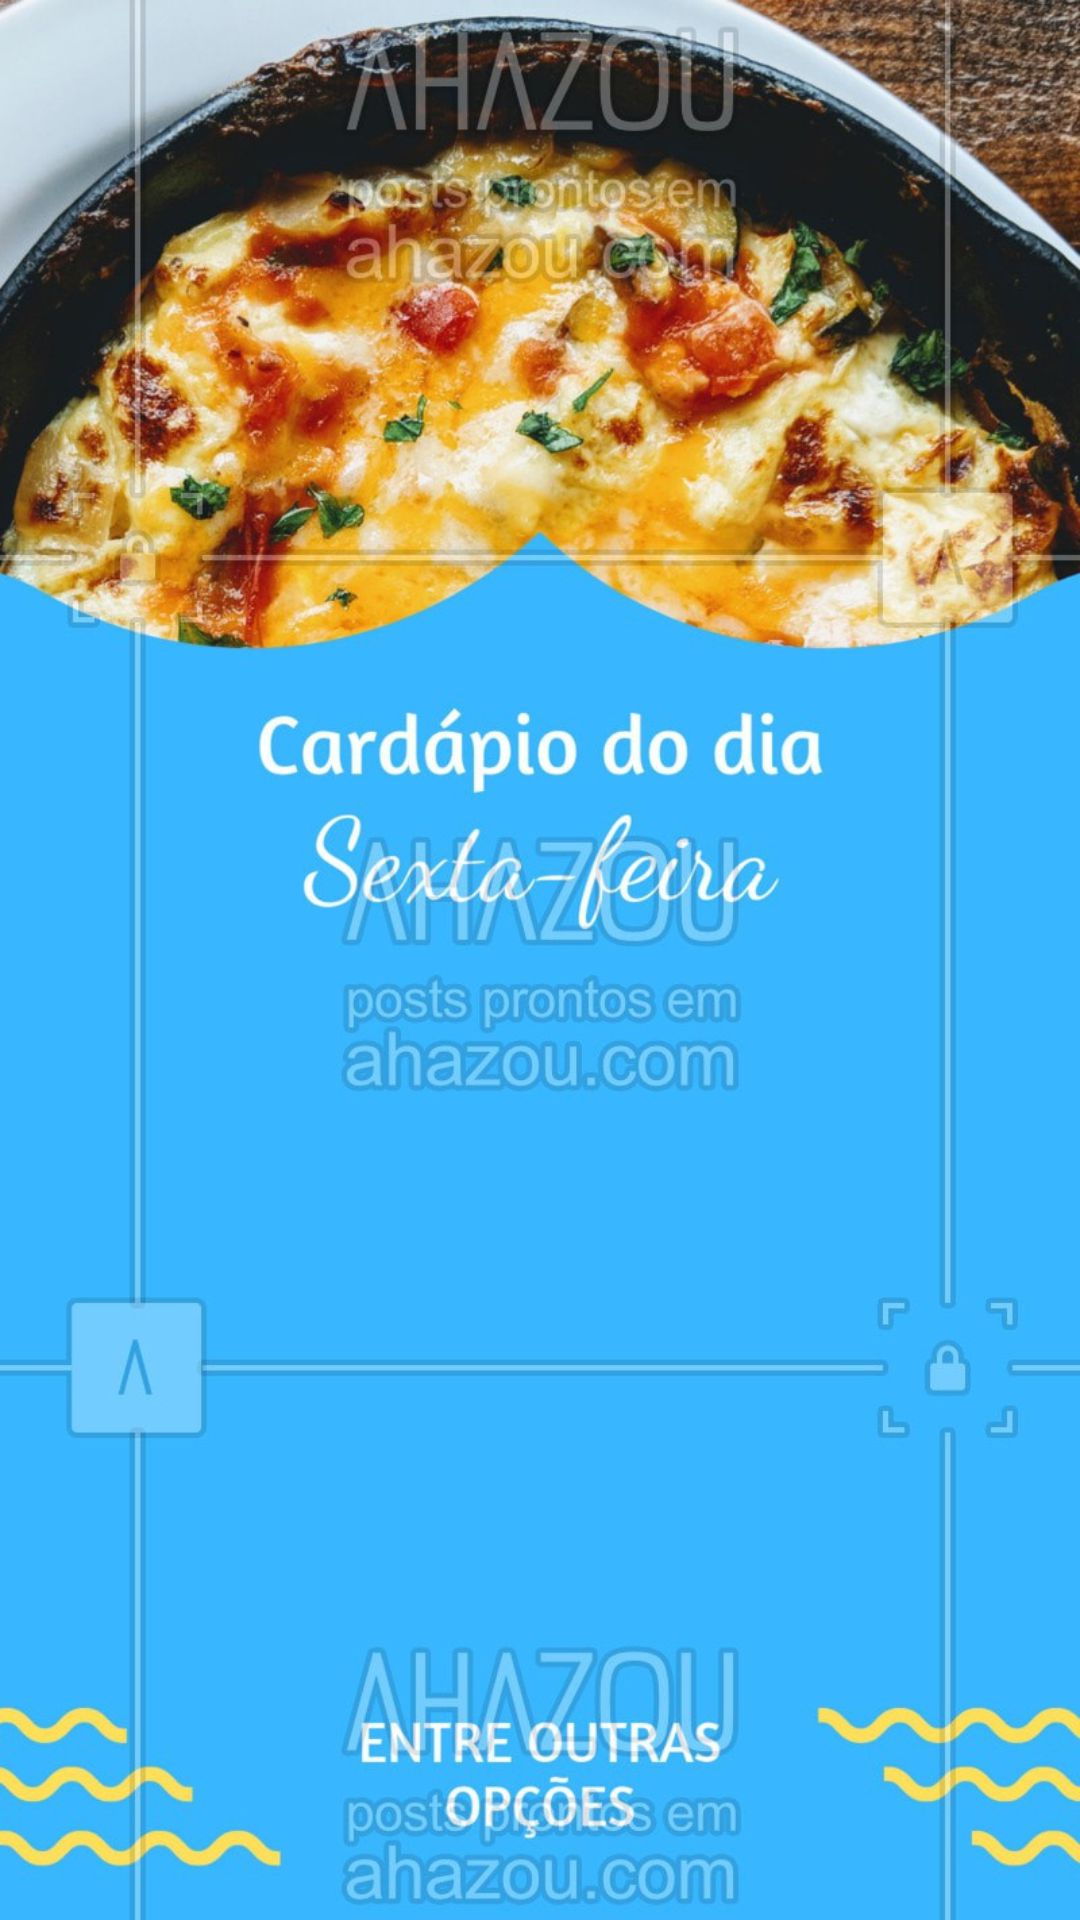 AHAZOU
posts prontos em
ahazou.com
Cardápio do dia
Sexta-feira
AHAZOU
posts prontos em
ahazou.com
AHAZOU
ENTRE OUTRAS
OPÇÕES
posts prontos em
ahazou.com